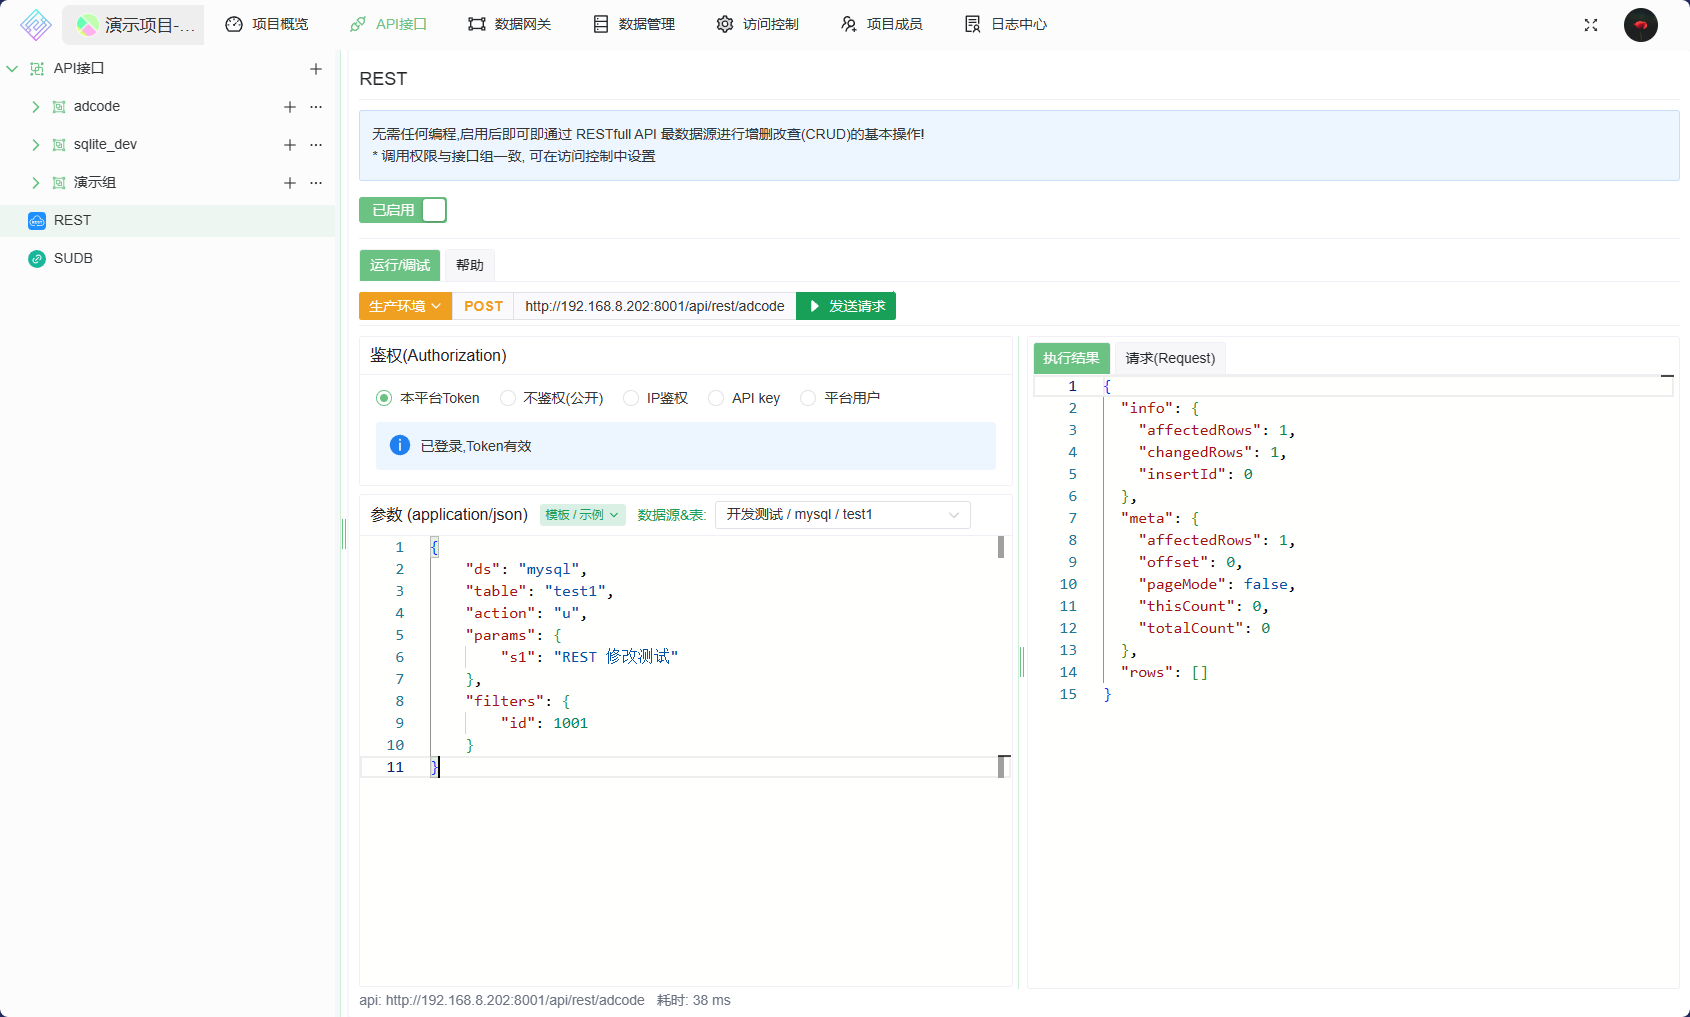 演示项目-...
项目概览
API接口
数据网关
数据管理
访问控制
项目成员
日志中心
API接口
adcode
sqlite_dev
演示组
REST
SUDB
REST
无需任何编程,启用后即可即通过 RESTfull API 最数据源进行增删改查(CRUD)的基本操作!
* 调用权限与接口组一致, 可在访问控制中设置
已启用
运行/调试
帮助
生产环境
POST
http://192.168.8.202:8001/api/rest/adcode
发送请求
鉴权(Authorization)
本平台Token
不鉴权(公开)
IP鉴权
API key
平台用户
已登录,Token有效
参数 (application/json)
模板 / 示例
数据源&表:
开发测试 / mysql / test1
1 {
2 "ds": "mysql",
3 "table": "test1",
4 "action": "u",
5 "params": {
6 "s1": "REST 修改测试"
7 },
8 "filters": {
9 "id": 1001
10 }
11 }
执行结果
请求(Request)
1 {
2 "info": {
3 "affectedRows": 1,
4 "changedRows": 1,
5 "insertId": 0
6 },
7 "meta": {
8 "affectedRows": 1,
9 "offset": 0,
10 "pageMode": false,
11 "thisCount": 0,
12 "totalCount": 0
13 },
14 "rows": []
15 }
api: http://192.168.8.202:8001/api/rest/adcode 耗时: 38 ms